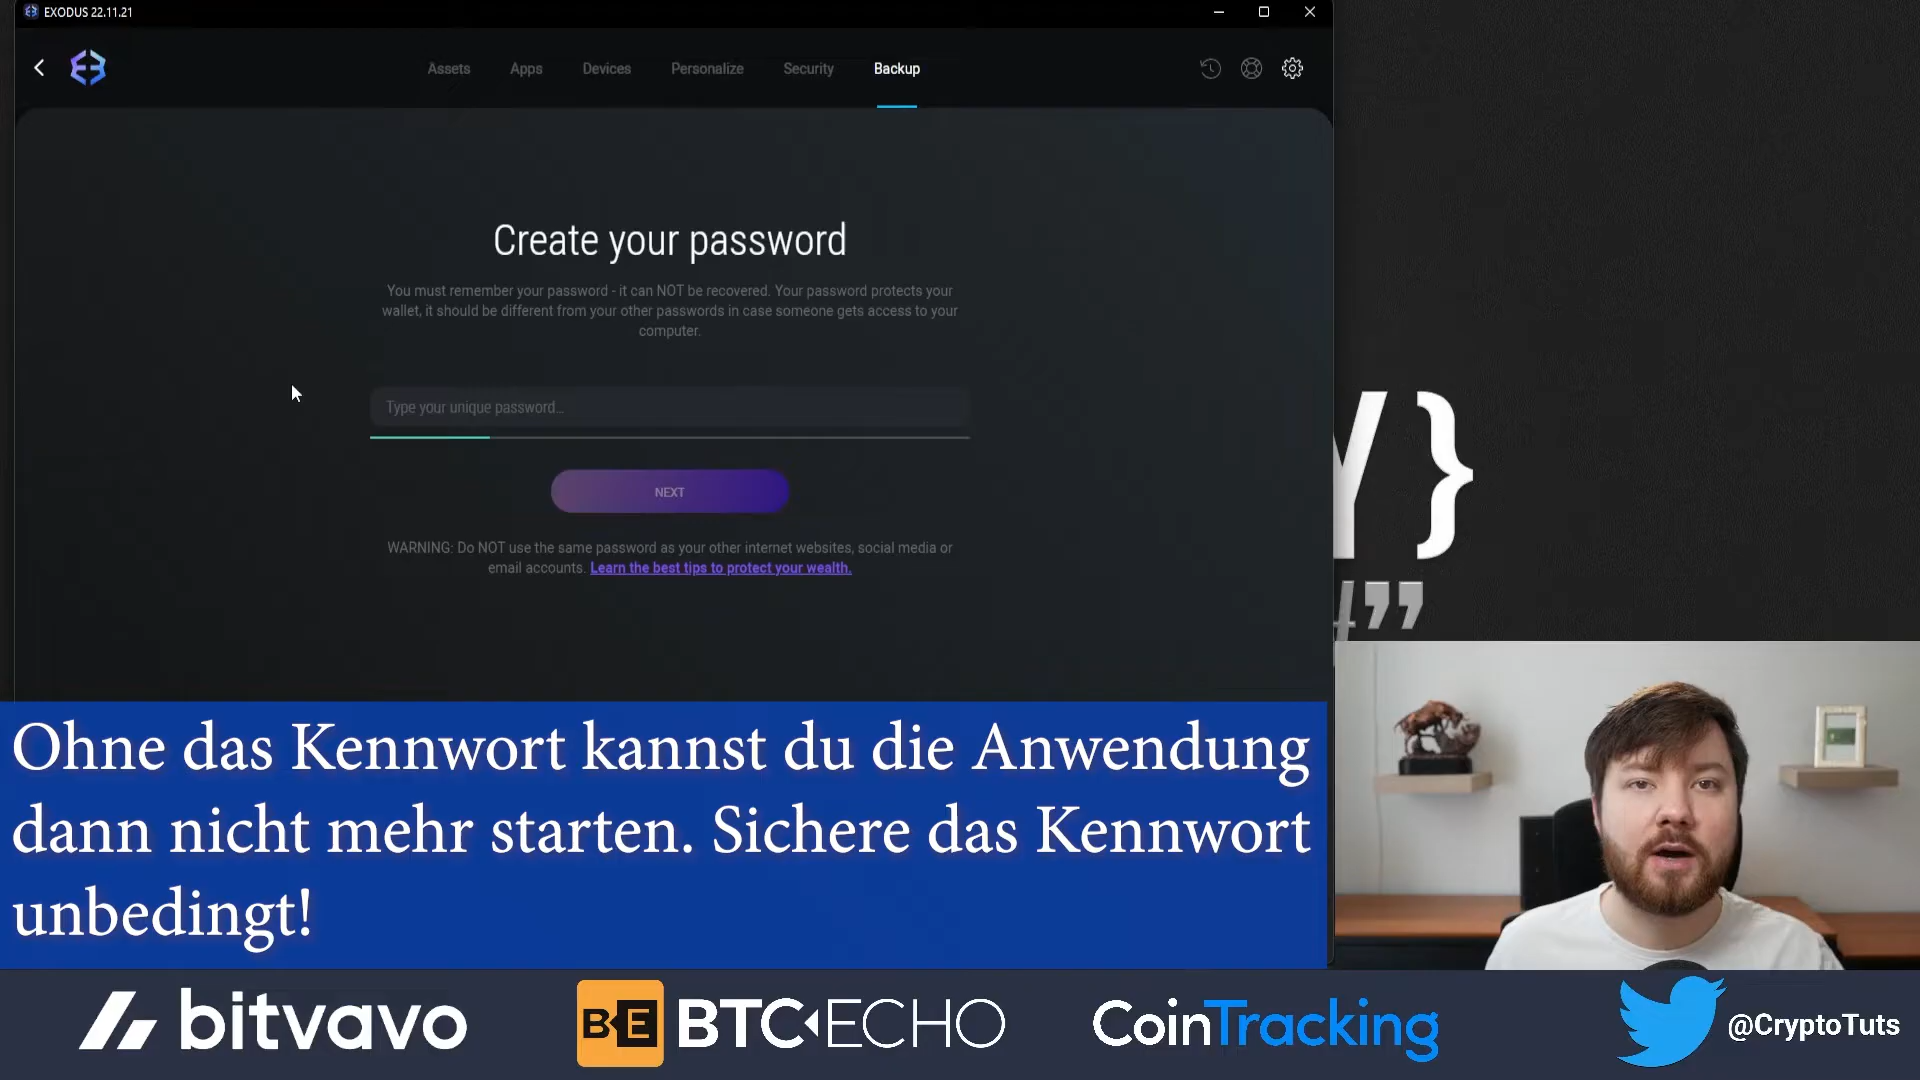 EXODUS 22.11.21
Assets Apps Devices Personalize Security Backup
Create your password
You must remember your password - it can NOT be recovered. Your password protects your
wallet, it should be different from your other passwords in case someone gets access to your
computer.
Type your unique password...
NEXT
WARNING: Do NOT use the same password as your other internet websites, social media or
email accounts. Learn the best tips to protect your wealth.
Y}
”
Ohne das Kennwort kannst du die Anwendung
dann nicht mehr starten. Sichere das Kennwort
unbedingt!
bitvavo
BE BTC-ECHO
CoinTracking
@CryptoTuts